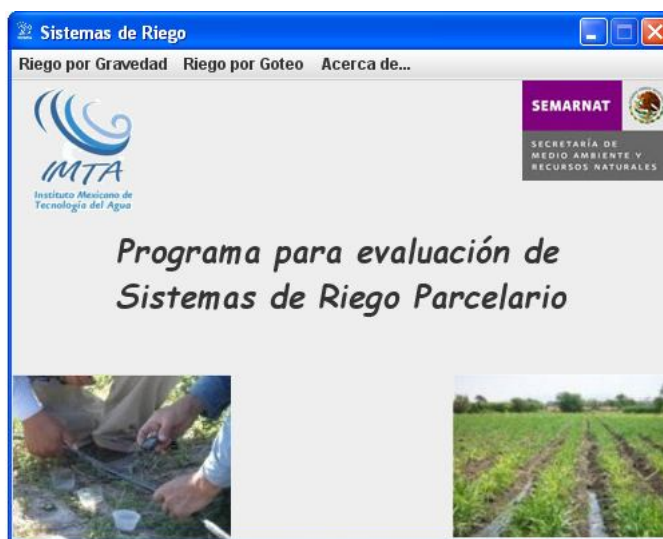 Sistemas de Riego
Riego por Gravedad Riego por Goteo Acerca de...
IMTA
Instituto Mexicano de
Tecnología del Agua
SEMARNAT
SECRETARÍA DE
MEDIO AMBIENTE Y
RECURSOS NATURALES
Programa para evaluación de
Sistemas de Riego Parcelario